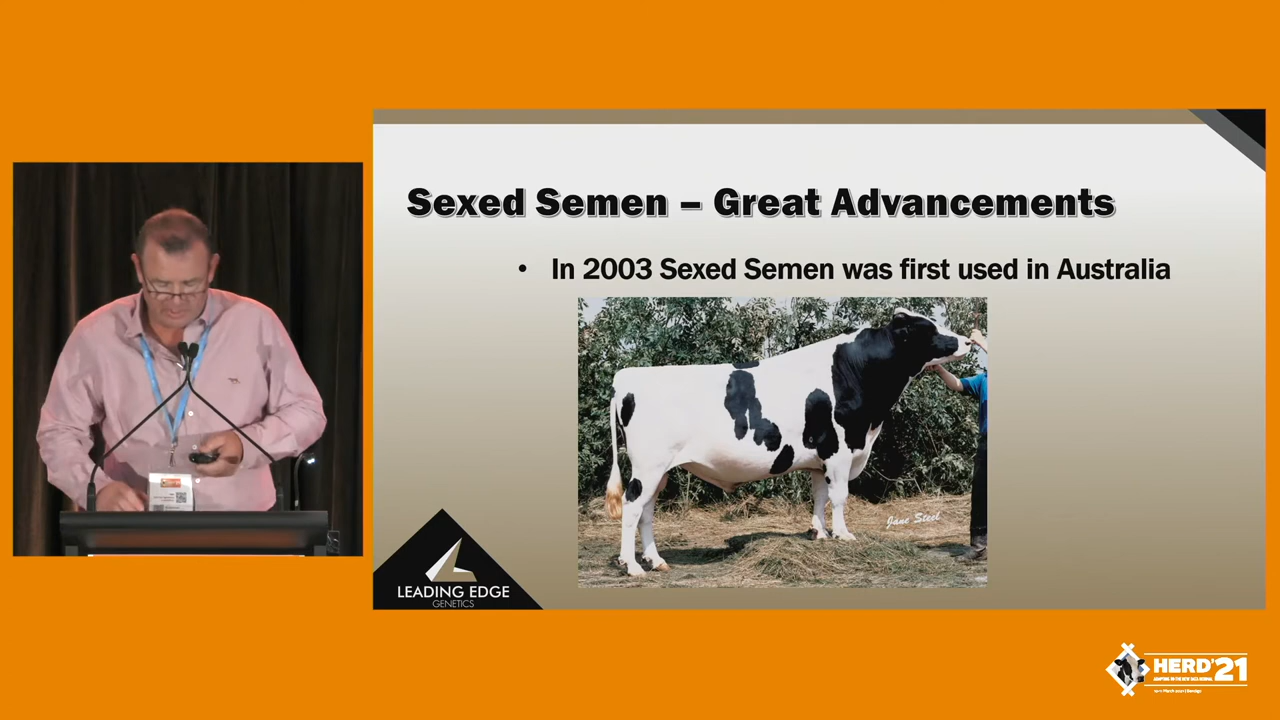 Sexed Semen – Great Advancements
• In 2003 Sexed Semen was first used in Australia
Jane Steel
LEADING EDGE
GENETICS
HERD'21